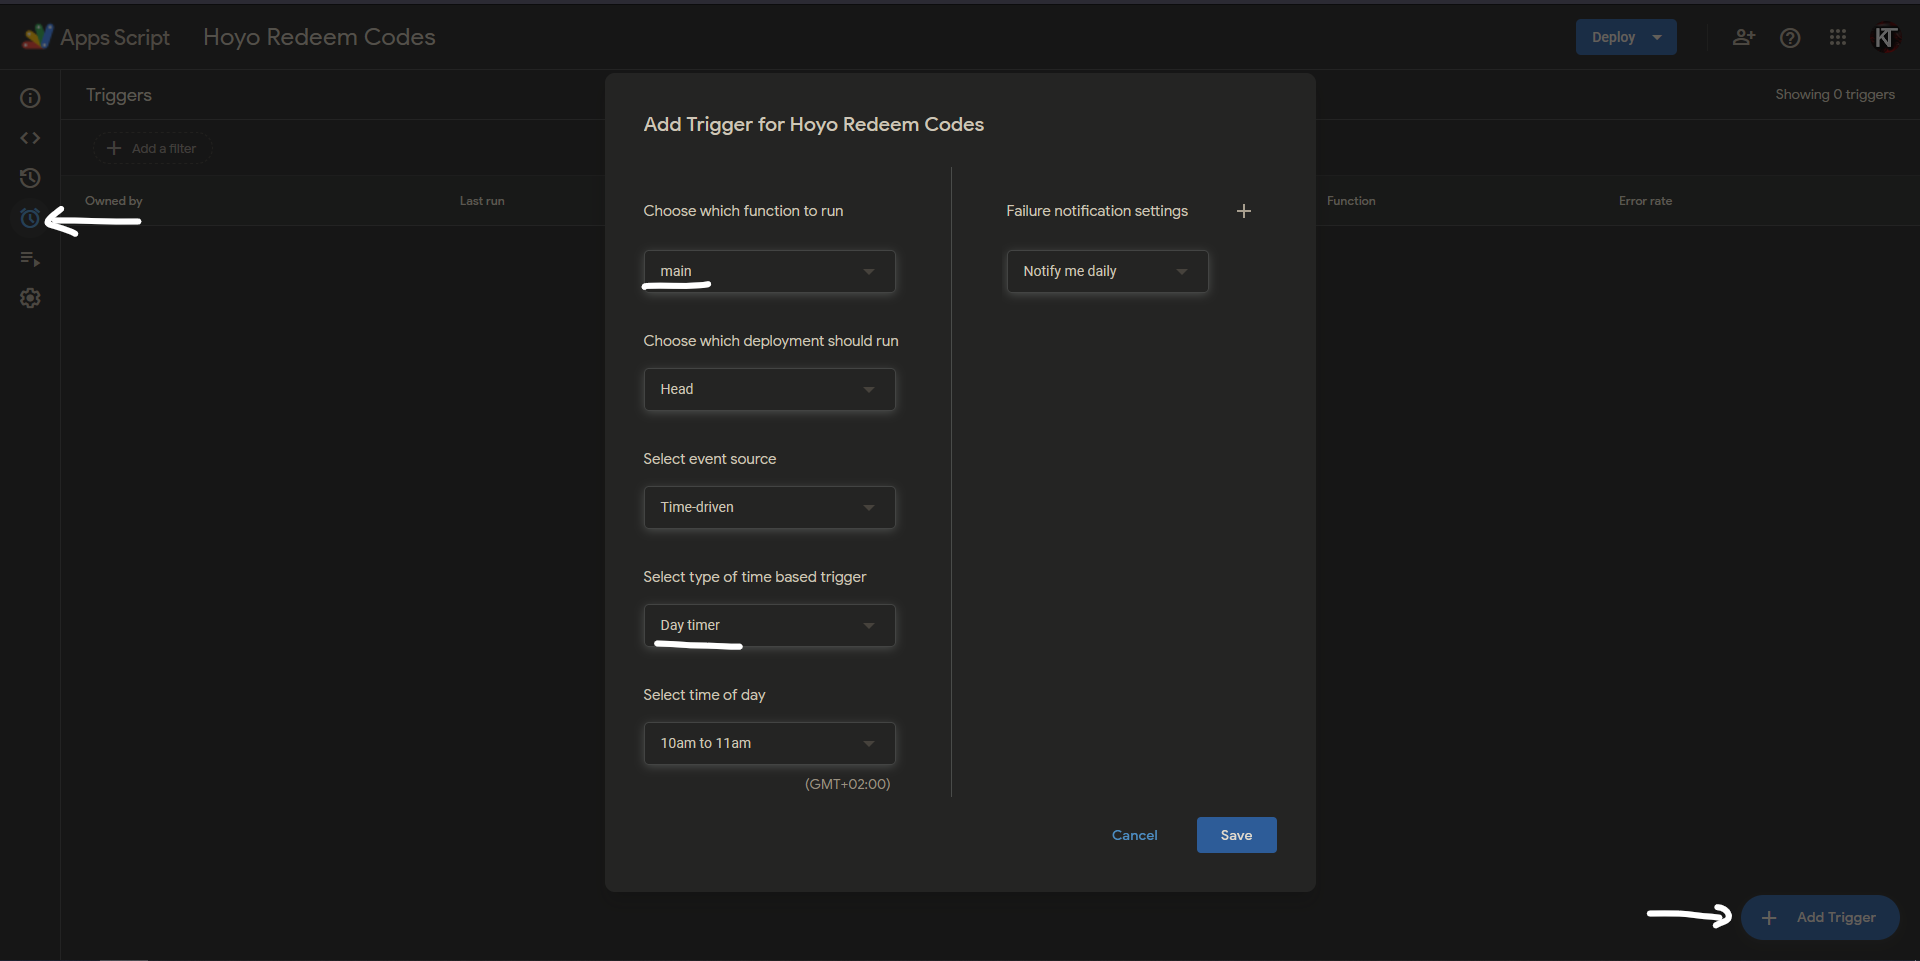 Apps Script
Hoyo Redeem Codes
Deploy
KT
Triggers
Showing 0 triggers
Add a filter
Owned by
Last run
Function
Error rate
Add Trigger for Hoyo Redeem Codes
Choose which function to run
main
Choose which deployment should run
Head
Select event source
Time-driven
Select type of time based trigger
Day timer
Select time of day
10am to 11am
(GMT+02:00)
Failure notification settings
Notify me daily
Cancel
Save
Add Trigger